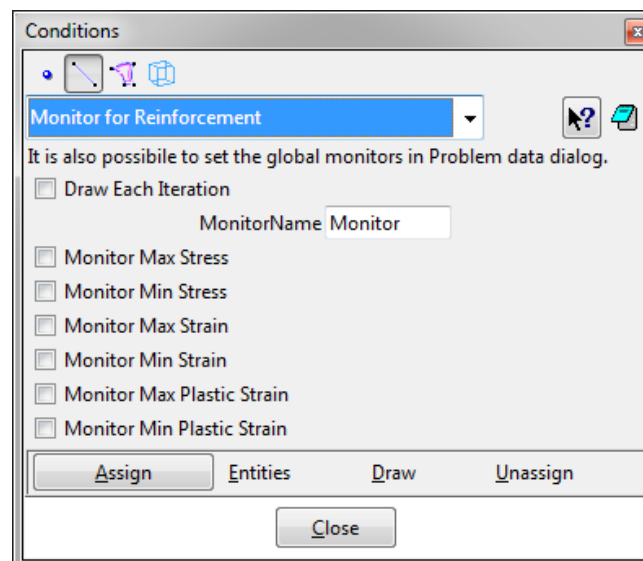 Conditions
Monitor for Reinforcement
It is also possibile to set the global monitors in Problem data dialog.
Draw Each Iteration
MonitorName Monitor
Monitor Max Stress
Monitor Min Stress
Monitor Max Strain
Monitor Min Strain
Monitor Max Plastic Strain
Monitor Min Plastic Strain
Assign Entities Draw Unassign
Close